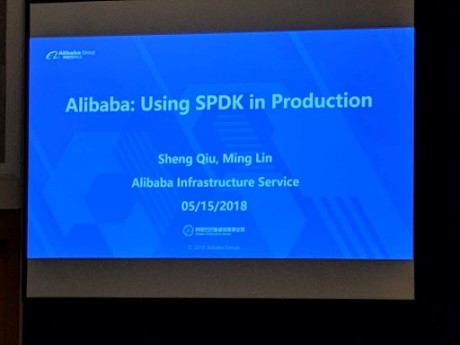 Alibaba Group
Alibaba: Using SPDK in Production
Sheng Qiu, Ming Lin
Alibaba Infrastructure Service
05/15/2018
© 2018 Alibaba Group